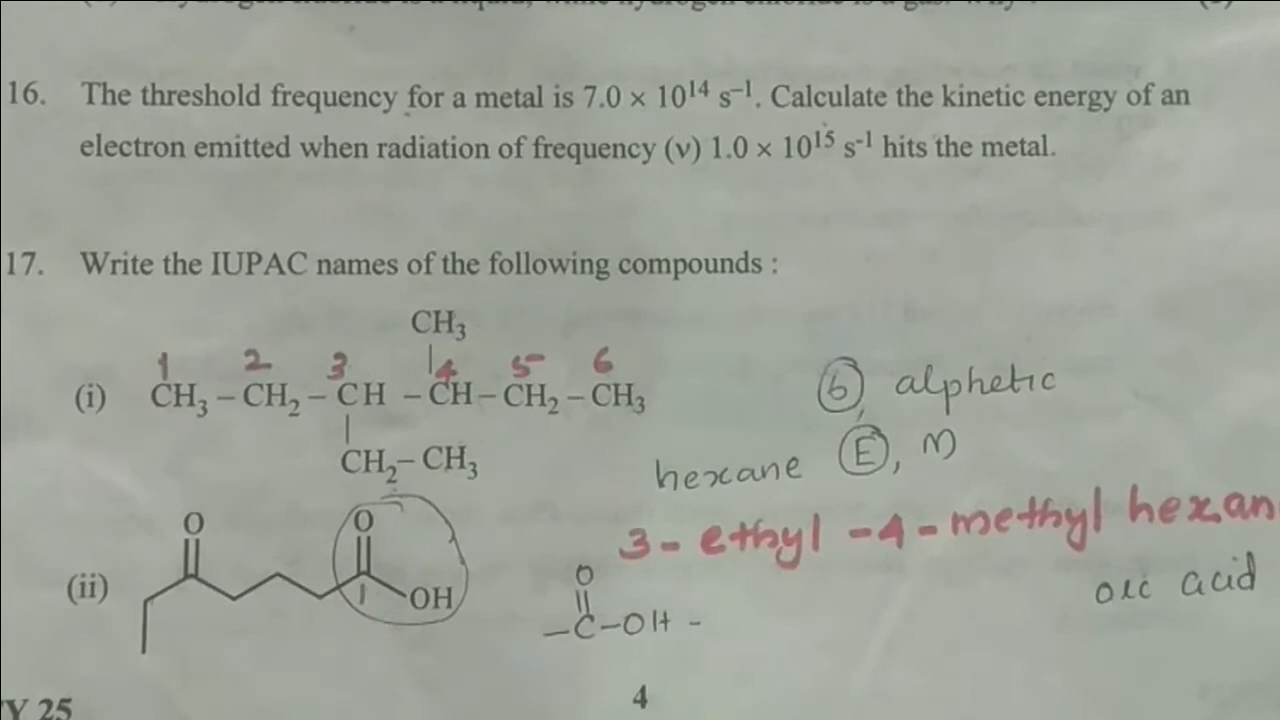 16. The threshold frequency for a metal is 7.0 × 10¹⁴ s⁻¹. Calculate the kinetic energy of an
electron emitted when radiation of frequency (ν) 1.0 × 10¹⁵ s⁻¹ hits the metal.
17. Write the IUPAC names of the following compounds :
CH₃
1 2 3 4 5 6
(i) CH₃ – CH₂ – CH – CH – CH₂ – CH₃
6, alphetic
CH₂ – CH₃
hexane E, m
3- ethyl -4- methyl hexan
(ii) O O OH
1
O
–C–OH -
oic acid
4
Y 25